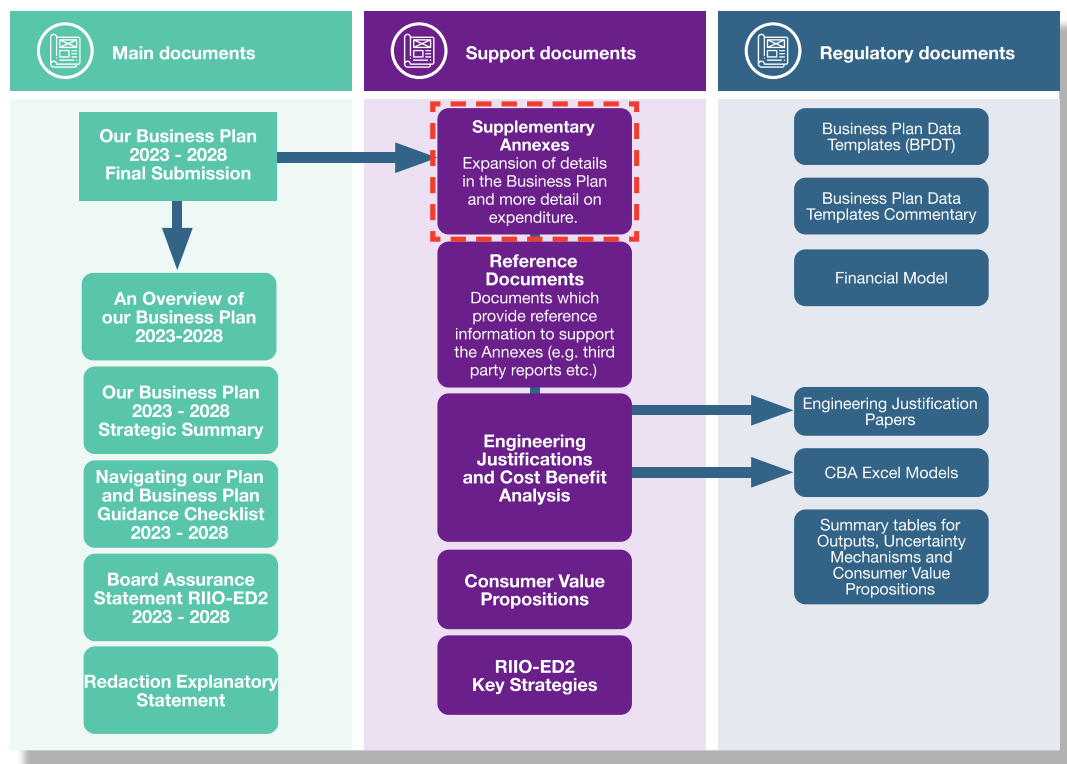 Main documents
Our Business Plan
2023 - 2028
Final Submission
An Overview of
our Business Plan
2023-2028
Our Business Plan
2023 - 2028
Strategic Summary
Navigating our Plan
and Business Plan
Guidance Checklist
2023 - 2028
Board Assurance
Statement RIIO-ED2
2023 - 2028
Redaction Explanatory
Statement
Support documents
Supplementary
Annexes
Expansion of details
in the Business Plan
and more detail on
expenditure.
Reference
Documents
Documents which
provide reference
information to support
the Annexes (e.g. third
party reports etc.)
Engineering
Justifications
and Cost Benefit
Analysis
Consumer Value
Propositions
RIIO-ED2
Key Strategies
Regulatory documents
Business Plan Data
Templates (BPDT)
Business Plan Data
Templates Commentary
Financial Model
Engineering Justification
Papers
CBA Excel Models
Summary tables for
Outputs, Uncertainty
Mechanisms and
Consumer Value
Propositions